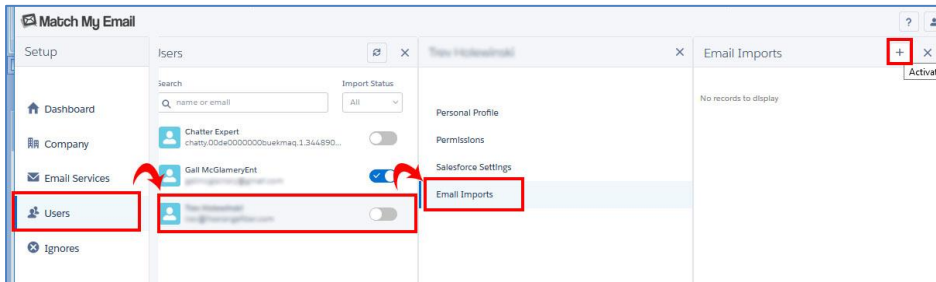 Match My Email
?
Setup
Users
Email Imports
+
Activat
Search
Import Status
name or email
All
No records to display
Dashboard
Company
Email Services
Users
Ignores
Chatter Expert
chatty.00de0000000buekmaq.1.344890...
Gall McGlameryEnt
Personal Profile
Permissions
Salesforce Settings
Email Imports